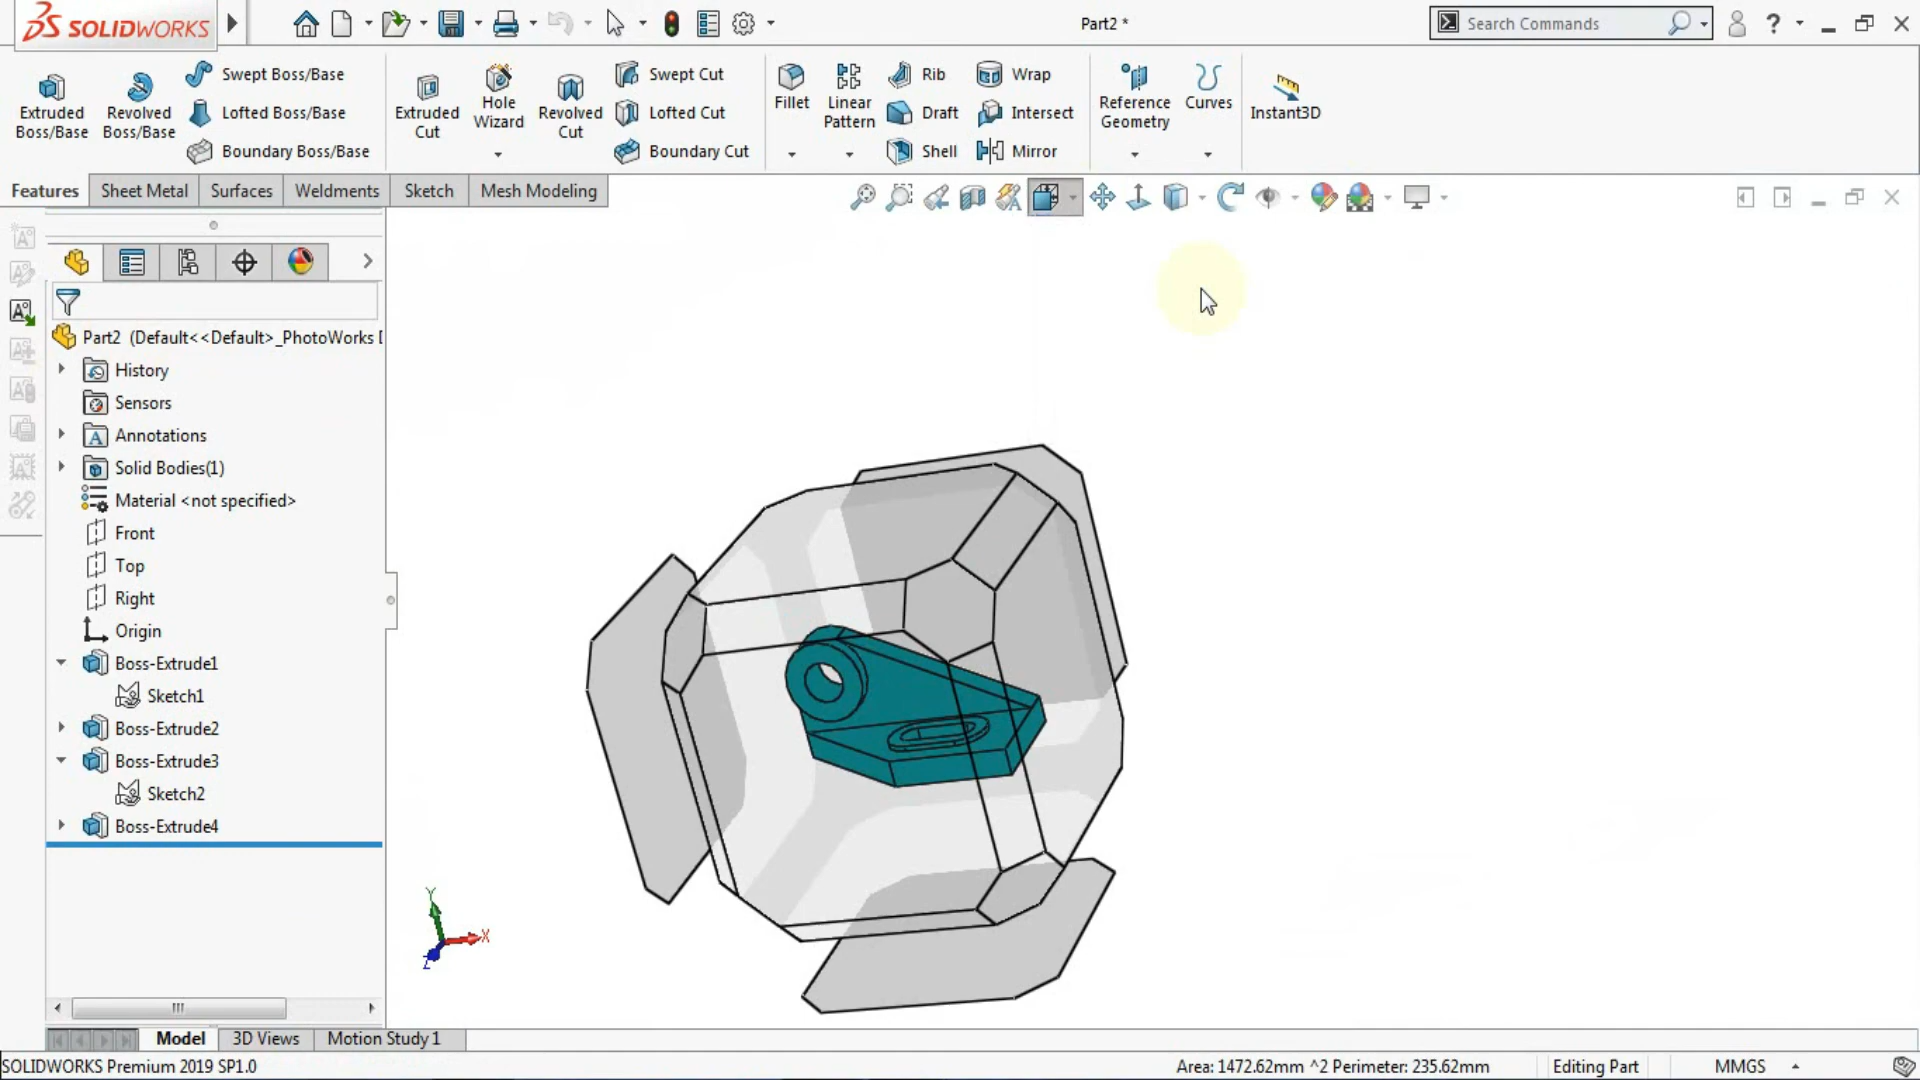 SOLIDWORKS
Part2 *
Search Commands
?
Extruded
Boss/Base
Revolved
Boss/Base
Swept Boss/Base
Lofted Boss/Base
Boundary Boss/Base
Extruded
Cut
Hole
Wizard
Revolved
Cut
Swept Cut
Lofted Cut
Boundary Cut
Fillet
Linear
Pattern
Rib
Draft
Shell
Wrap
Intersect
Mirror
Reference
Geometry
Curves
Instant3D
Features
Sheet Metal
Surfaces
Weldments
Sketch
Mesh Modeling
Part2 (Default<<Default>_PhotoWorks D
History
Sensors
Annotations
Solid Bodies(1)
Material <not specified>
Front
Top
Right
Origin
Boss-Extrude1
Sketch1
Boss-Extrude2
Boss-Extrude3
Sketch2
Boss-Extrude4
Y
X
Z
Model
3D Views
Motion Study 1
SOLIDWORKS Premium 2019 SP1.0
Area: 1472.62mm ^2 Perimeter: 235.62mm
Editing Part
MMGS